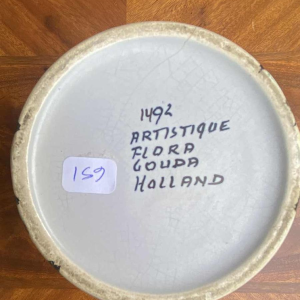 1492
ARTISTIQUE
FLORA
GOUDA
HOLLAND
159